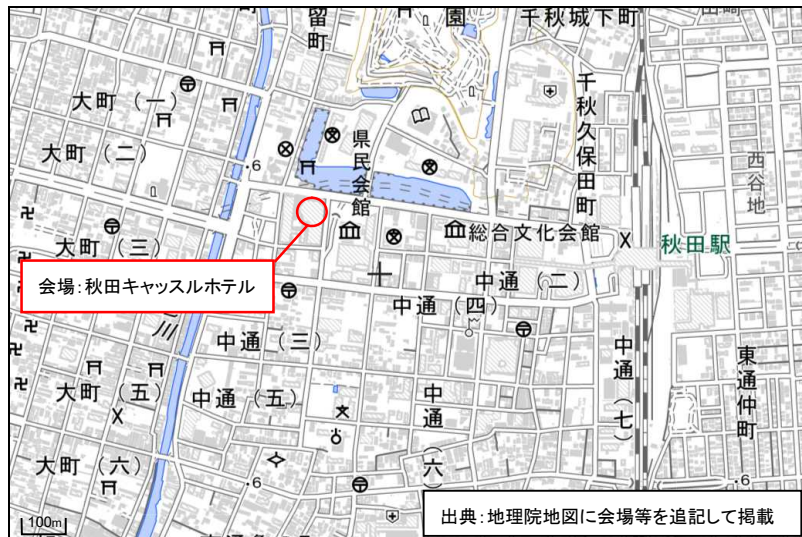 留町
園
千秋城下町
大町(一)
大町(二)
・6
県民会館
千秋久保田町
西谷地
大町(三)
総合文化会館
秋田駅
会場:秋田キャッスルホテル
中通(二)
中通(四)
川
中通(三)
中通(七)
東通仲町
大町(五)
中通(五)
中通(六)
大町(六)
・6
・6
100m
出典:地理院地図に会場等を追記して掲載